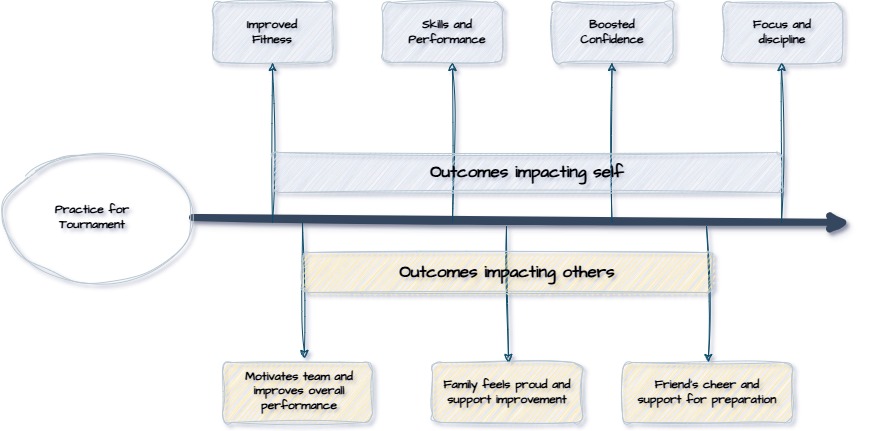 Improved
Fitness
Skills and
Performance
Boosted
Confidence
Focus and
discipline
Outcomes impacting self
Practice for
Tournament
Outcomes impacting others
Motivates team and
improves overall
performance
Family feels proud and
support improvement
Friend's cheer and
support for preparation